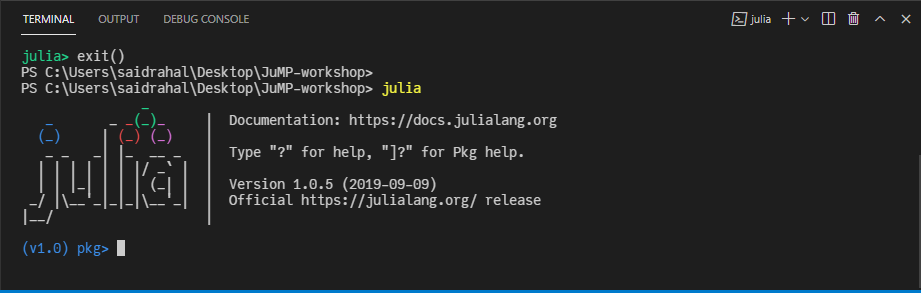 TERMINAL OUTPUT DEBUG CONSOLE julia
julia> exit()
PS C:\Users\saidrahal\Desktop\JuMP-workshop>
PS C:\Users\saidrahal\Desktop\JuMP-workshop> julia
               _
   _       _ _(_)_     |  Documentation: https://docs.julialang.org
  (_)     | (_) (_)    |
   _ _   _| |_  __ _   |  Type "?" for help, "]?" for Pkg help.
  | | | | | | |/ _` |  |
  | | |_| | | | (_| |  |  Version 1.0.5 (2019-09-09)
 _/ |\__'_|_|_|\__'_|  |  Official https://julialang.org/ release
|__/                   |
(v1.0) pkg>